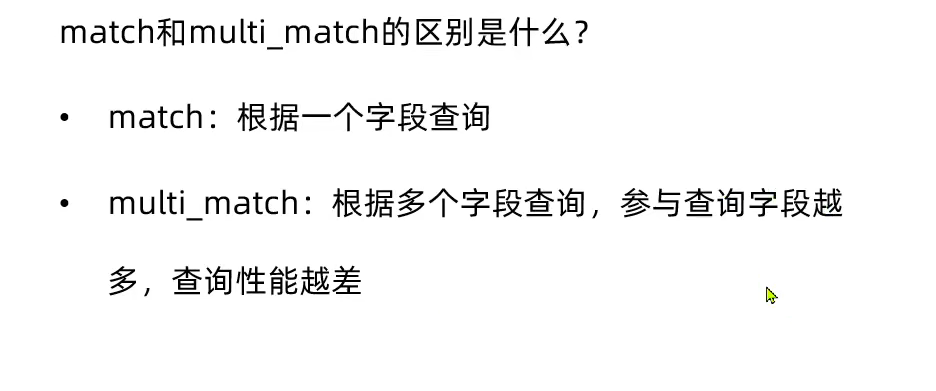 match和multi_match的区别是什么？
• match：根据一个字段查询
• multi_match：根据多个字段查询，参与查询字段越
多，查询性能越差